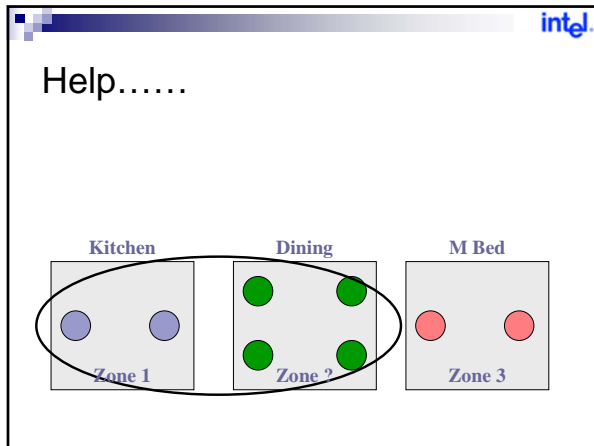 intel.
Help……
Kitchen Dining M Bed
Zone 1 Zone ? Zone 3